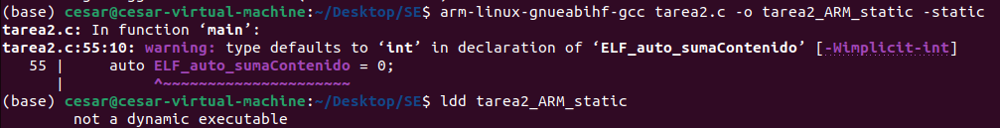 (base) cesar@cesar-virtual-machine:~/Desktop/SE$ arm-linux-gnueabihf-gcc tarea2.c -o tarea2_ARM_static -static
tarea2.c: In function ‘main’:
tarea2.c:55:10: warning: type defaults to ‘int’ in declaration of ‘ELF_auto_sumaContenido’ [-Wimplicit-int]
   55 |     auto ELF_auto_sumaContenido = 0;
      |          ^~~~~~~~~~~~~~~~~~~~~~
(base) cesar@cesar-virtual-machine:~/Desktop/SE$ ldd tarea2_ARM_static
        not a dynamic executable